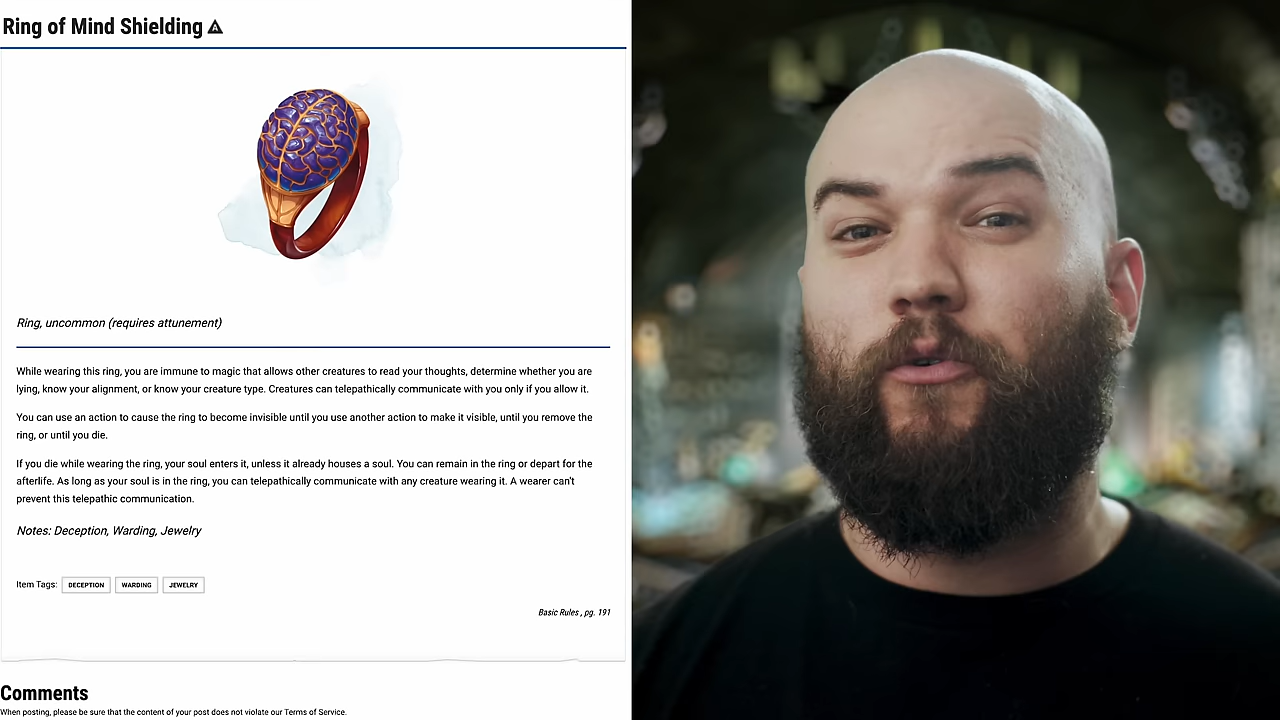 Ring of Mind Shielding
Ring, uncommon (requires attunement)
While wearing this ring, you are immune to magic that allows other creatures to read your thoughts, determine whether you are
lying, know your alignment, or know your creature type. Creatures can telepathically communicate with you only if you allow it.
You can use an action to cause the ring to become invisible until you use another action to make it visible, until you remove the
ring, or until you die.
If you die while wearing the ring, your soul enters it, unless it already houses a soul. You can remain in the ring or depart for the
afterlife. As long as your soul is in the ring, you can telepathically communicate with any creature wearing it. A wearer can't
prevent this telepathic communication.
Notes: Deception, Warding, Jewelry
Item Tags: DECEPTION WARDING JEWELRY
Basic Rules , pg. 191
Comments
When posting, please be sure that the content of your post does not violate our Terms of Service.